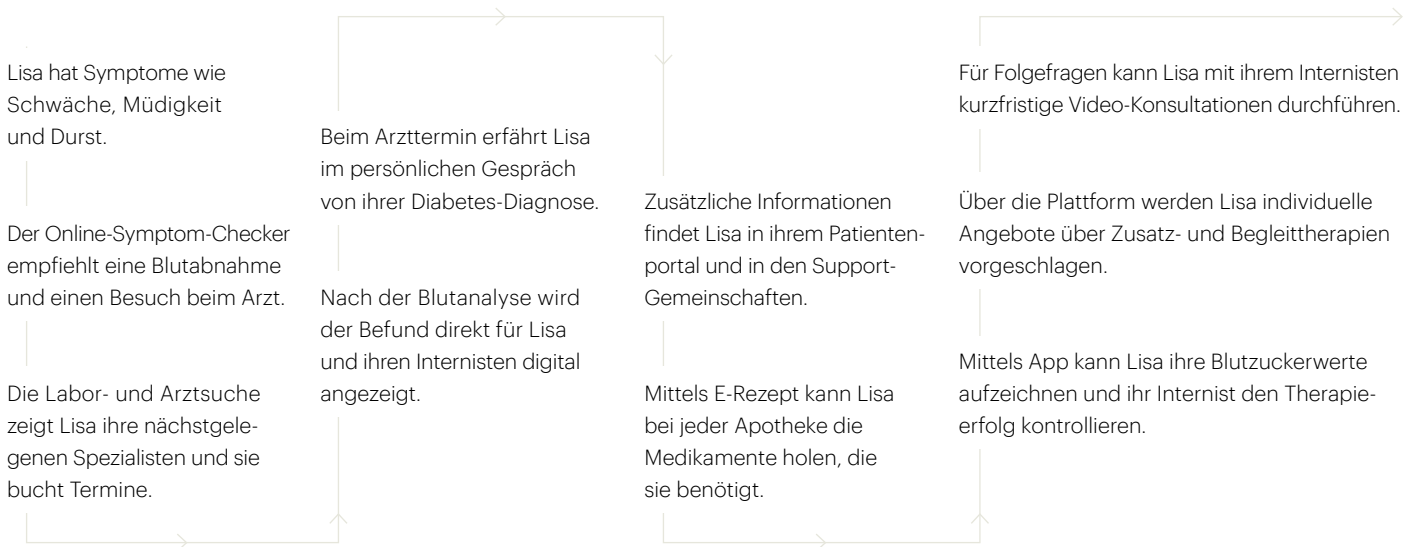 Lisa hat Symptome wie
Schwäche, Müdigkeit
und Durst.
Der Online-Symptom-Checker
empfiehlt eine Blutabnahme
und einen Besuch beim Arzt.
Die Labor- und Arztsuche
zeigt Lisa ihre nächstgele-
genen Spezialisten und sie
bucht Termine.
Nach der Blutanalyse wird
der Befund direkt für Lisa
und ihren Internisten digital
angezeigt.
Beim Arzttermin erfährt Lisa
im persönlichen Gespräch
von ihrer Diabetes-Diagnose.
Zusätzliche Informationen
findet Lisa in ihrem Patienten-
portal und in den Support-
Gemeinschaften.
Mittels E-Rezept kann Lisa
bei jeder Apotheke die
Medikamente holen, die
sie benötigt.
Mittels App kann Lisa ihre Blutzuckerwerte
aufzeichnen und ihr Internist den Therapie-
erfolg kontrollieren.
Über die Plattform werden Lisa individuelle
Angebote über Zusatz- und Begleittherapien
vorgeschlagen.
Für Folgefragen kann Lisa mit ihrem Internisten
kurzfristige Video-Konsultationen durchführen.